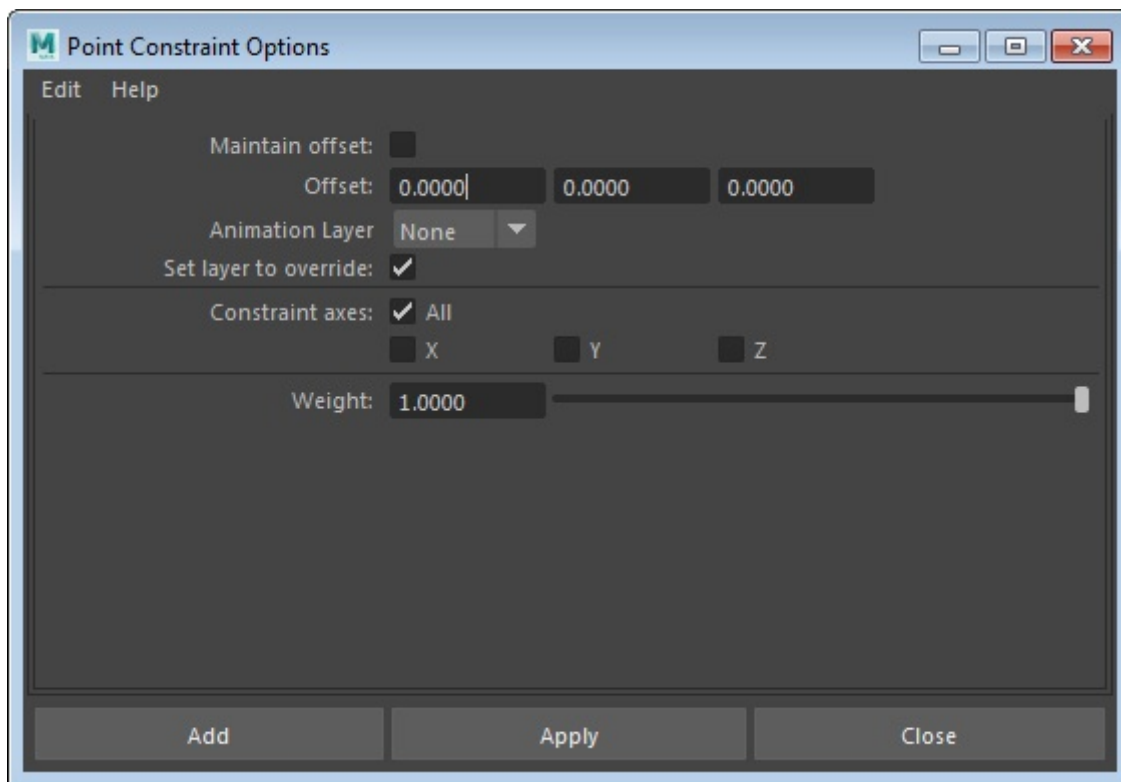 Point Constraint Options
Edit Help
Maintain offset:
Offset: 0.0000 0.0000 0.0000
Animation Layer None
Set layer to override:
Constraint axes: All
X Y Z
Weight: 1.0000
Add Apply Close